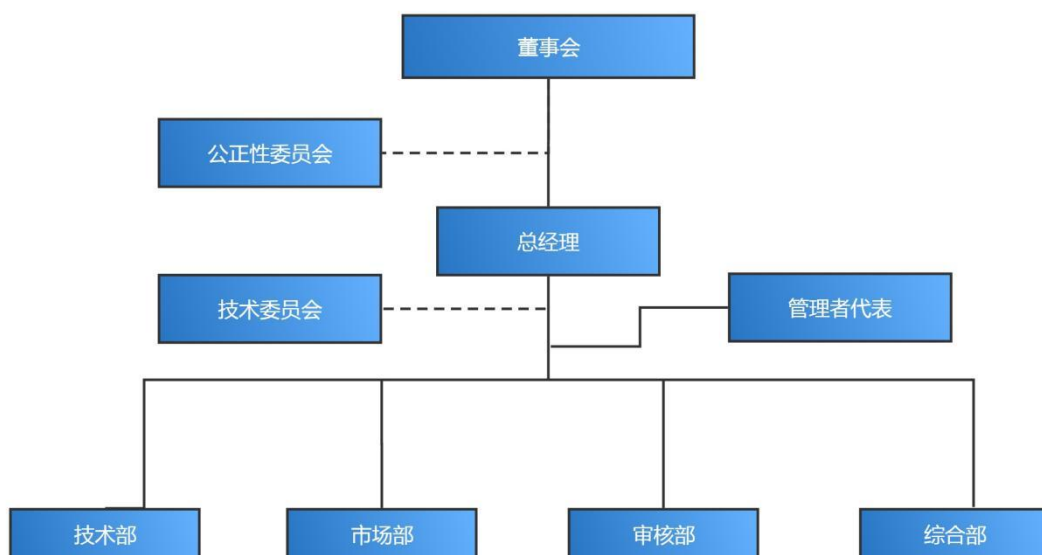 董事会
公正性委员会
总经理
技术委员会
管理者代表
技术部
市场部
审核部
综合部